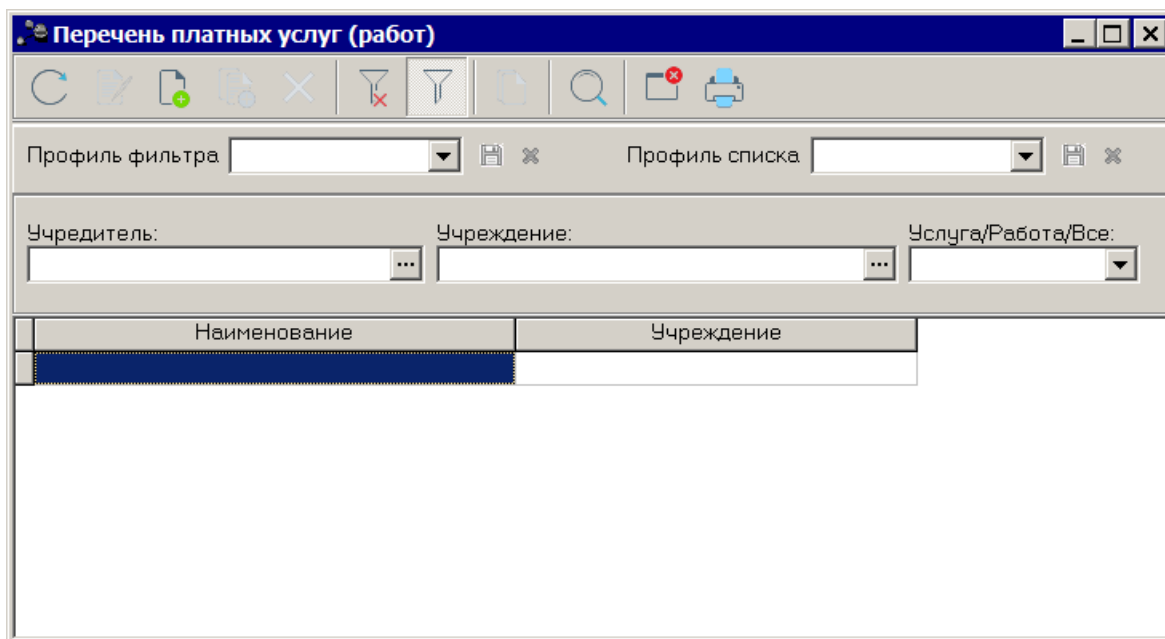 Перечень платных услуг (работ)
Профиль фильтра Профиль списка
Учредитель: Учреждение: Услуга/Работа/Все:
Наименование Учреждение